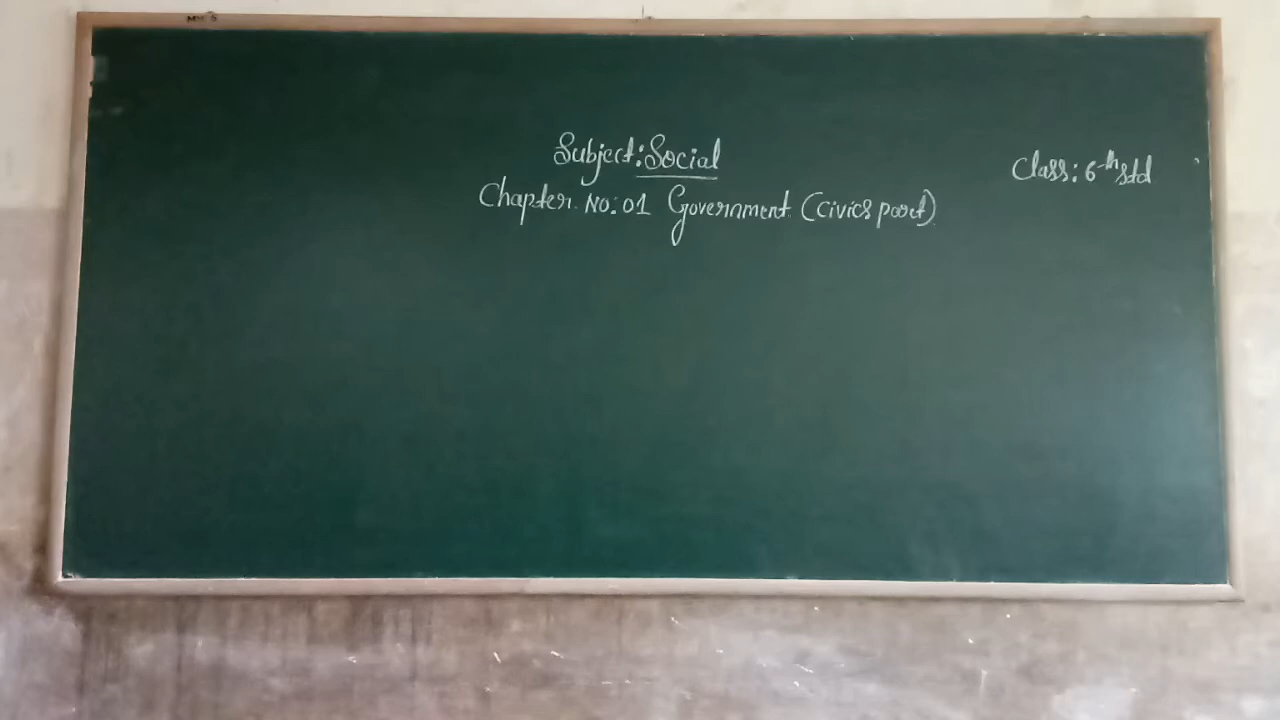 Subject: Social
Class: 6th std
Chapter No: 01 Government (civics part)